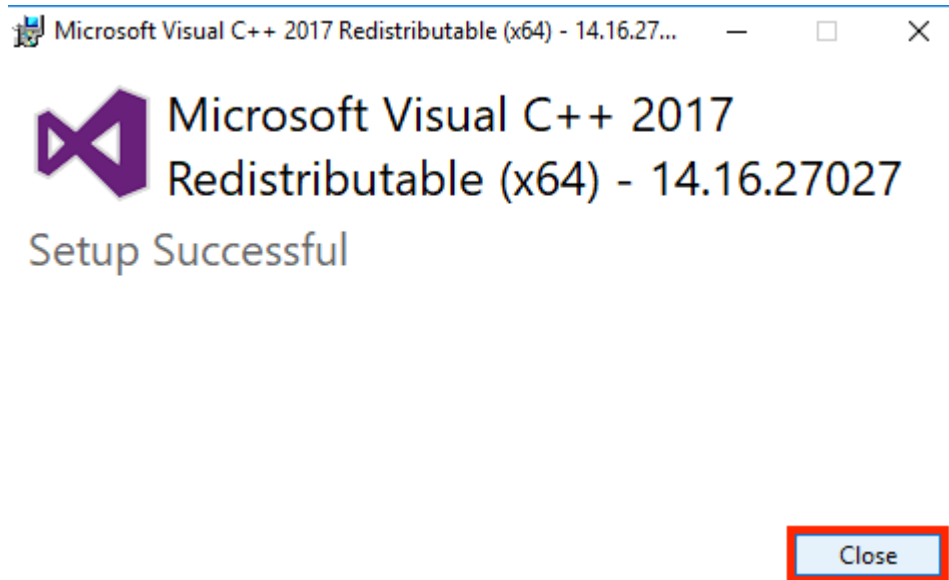 Microsoft Visual C++ 2017 Redistributable (x64) - 14.16.27...
Microsoft Visual C++ 2017
Redistributable (x64) - 14.16.27027
Setup Successful
Close